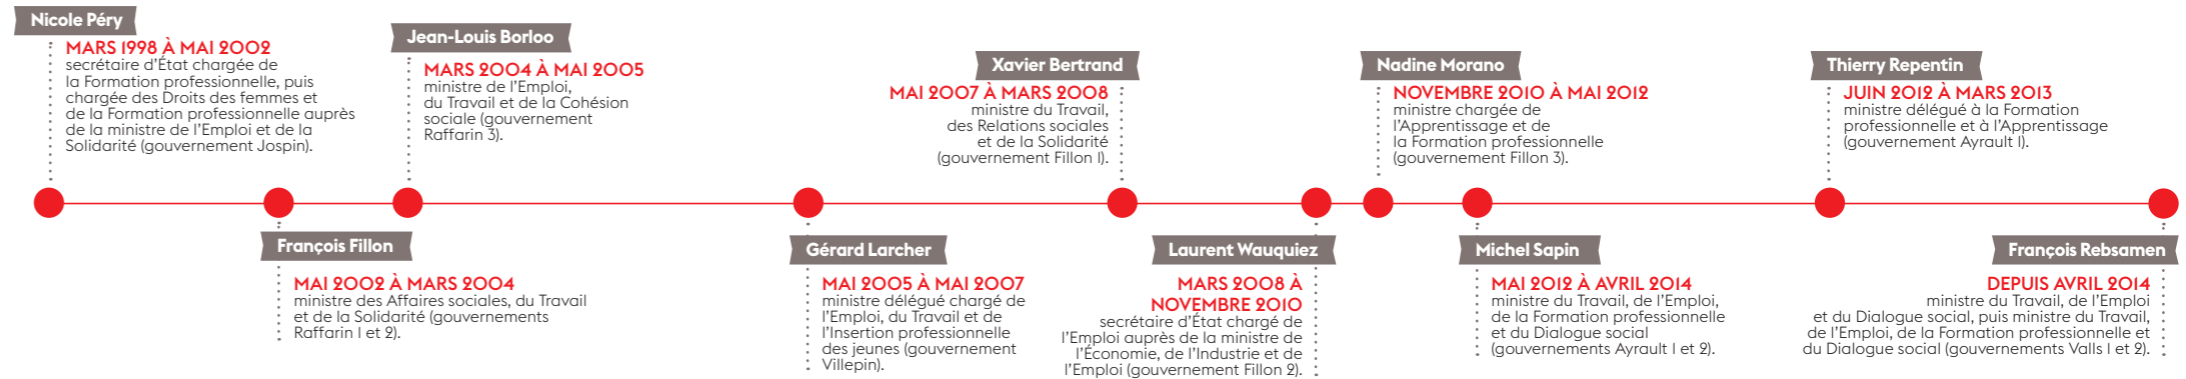 Nicole Péry
MARS 1998 À MAI 2002
secrétaire d'État chargée de
la Formation professionnelle, puis
chargée des Droits des femmes et
de la Formation professionnelle auprès
de la ministre de l'Emploi et de la
Solidarité (gouvernement Jospin).
François Fillon
MAI 2002 À MARS 2004
ministre des Affaires sociales, du Travail
et de la Solidarité (gouvernements
Raffarin 1 et 2).
Jean-Louis Borloo
MARS 2004 À MAI 2005
ministre de l'Emploi,
du Travail et de la Cohésion
sociale (gouvernement
Raffarin 3).
Gérard Larcher
MAI 2005 À MAI 2007
ministre délégué chargé de
l'Emploi, du Travail et de
l'Insertion professionnelle
des jeunes (gouvernement
Villepin).
Xavier Bertrand
MAI 2007 À MARS 2008
ministre du Travail,
des Relations sociales
et de la Solidarité
(gouvernement Fillon 1).
Laurent Wauquiez
MARS 2008 À
NOVEMBRE 2010
secrétaire d'État chargé de
l'Emploi auprès de la ministre de
l'Économie, de l'Industrie et de
l'Emploi (gouvernement Fillon 2).
Nadine Morano
NOVEMBRE 2010 À MAI 2012
ministre chargée de
l'Apprentissage et de
la Formation professionnelle
(gouvernement Fillon 3).
Michel Sapin
MAI 2012 À AVRIL 2014
ministre du Travail, de l'Emploi,
de la Formation professionnelle
et du Dialogue social
(gouvernements Ayrault 1 et 2).
Thierry Repentin
JUIN 2012 À MARS 2013
ministre délégué à la Formation
professionnelle et à l'Apprentissage
(gouvernement Ayrault 1).
François Rebsamen
DEPUIS AVRIL 2014
ministre du Travail, de l'Emploi
et du Dialogue social, puis ministre du Travail,
de l'Emploi, de la Formation professionnelle et
du Dialogue social (gouvernements Valls 1 et 2).